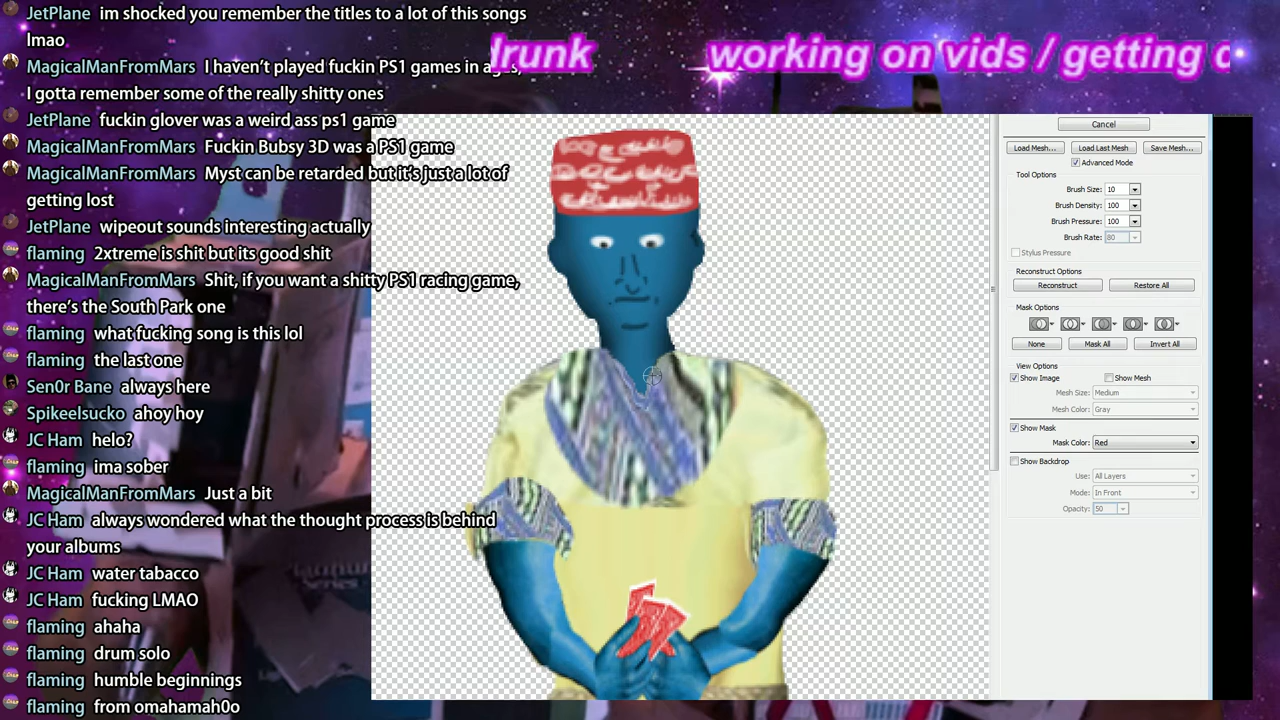 JetPlane im shocked you remember the titles to a lot of this songs
lmao
drunk working on vids / getting
MagicalManFromMars I haven't played fuckin PS1 games in ages,
I gotta remember some of the really shitty ones
JetPlane fuckin glover was a weird ass ps1 game
MagicalManFromMars Fuckin Bubsy 3D was a PS1 game
MagicalManFromMars Myst can be retarded but it's just a lot of
getting lost
JetPlane wipeout sounds interesting actually
flaming 2xtreme is shit but its good shit
MagicalManFromMars Shit, if you want a shitty PS1 racing game,
there's the South Park one
flaming what fucking song is this lol
flaming the last one
Sen0r Bane always here
Spikeelsucko ahoy hoy
JC Ham helo?
flaming ima sober
MagicalManFromMars Just a bit
JC Ham always wondered what the thought process is behind
your albums
JC Ham water tabacco
JC Ham fucking LMAO
flaming ahaha
flaming drum solo
flaming humble beginnings
flaming from omahamah0o
Cancel
Load Mesh... Load Last Mesh Save Mesh...
Advanced Mode
Tool Options
Brush Size: 10
Brush Density: 100
Brush Pressure: 100
Brush Rate: 80
Stylus Pressure
Reconstruct Options
Reconstruct Restore All
Mask Options
None Mask All Invert All
View Options
Show Image Show Mesh
Mesh Size: Medium
Mesh Color: Gray
Show Mask
Mask Color: Red
Show Backdrop
Use: All Layers
Mode: In Front
Opacity: 50